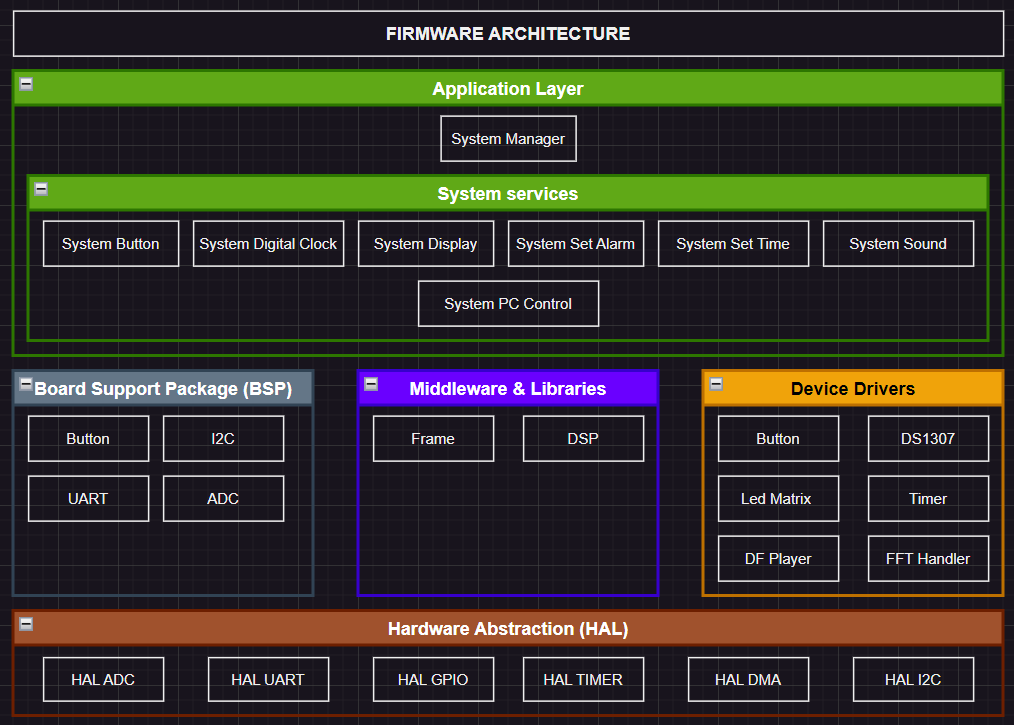 FIRMWARE ARCHITECTURE
Application Layer
System Manager
System services
System Button
System Digital Clock
System Display
System Set Alarm
System Set Time
System Sound
System PC Control
Board Support Package (BSP)
Button
I2C
UART
ADC
Middleware & Libraries
Frame
DSP
Device Drivers
Button
DS1307
Led Matrix
Timer
DF Player
FFT Handler
Hardware Abstraction (HAL)
HAL ADC
HAL UART
HAL GPIO
HAL TIMER
HAL DMA
HAL I2C